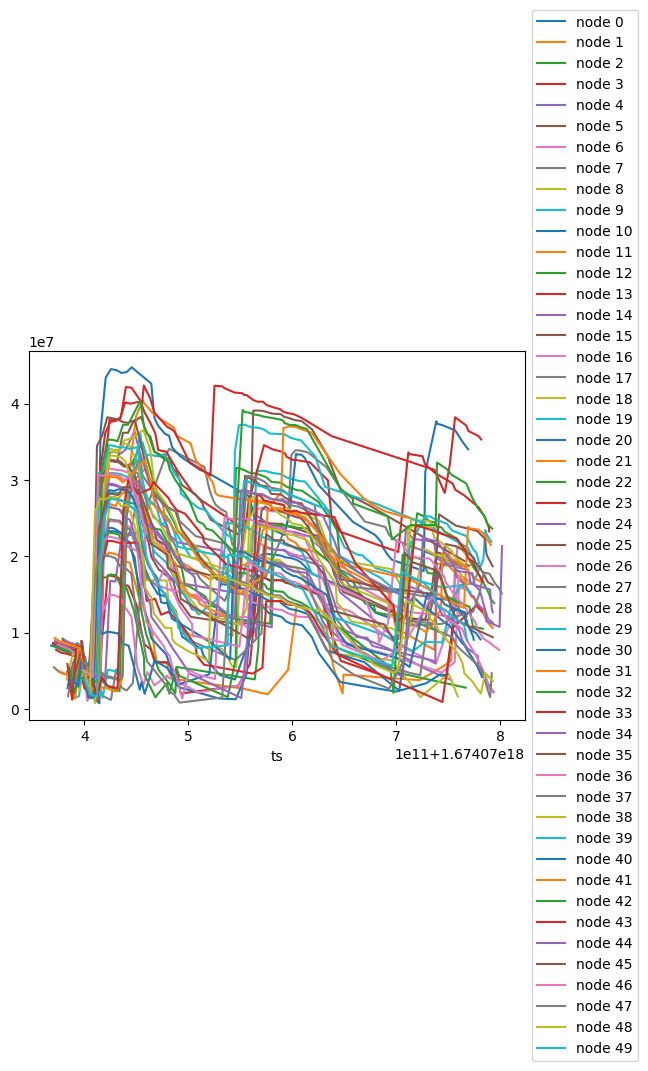 1e7
4
3
2
1
0
4 5 6 7 8
ts
1e11+1.67407e18
node 0
node 1
node 2
node 3
node 4
node 5
node 6
node 7
node 8
node 9
node 10
node 11
node 12
node 13
node 14
node 15
node 16
node 17
node 18
node 19
node 20
node 21
node 22
node 23
node 24
node 25
node 26
node 27
node 28
node 29
node 30
node 31
node 32
node 33
node 34
node 35
node 36
node 37
node 38
node 39
node 40
node 41
node 42
node 43
node 44
node 45
node 46
node 47
node 48
node 49